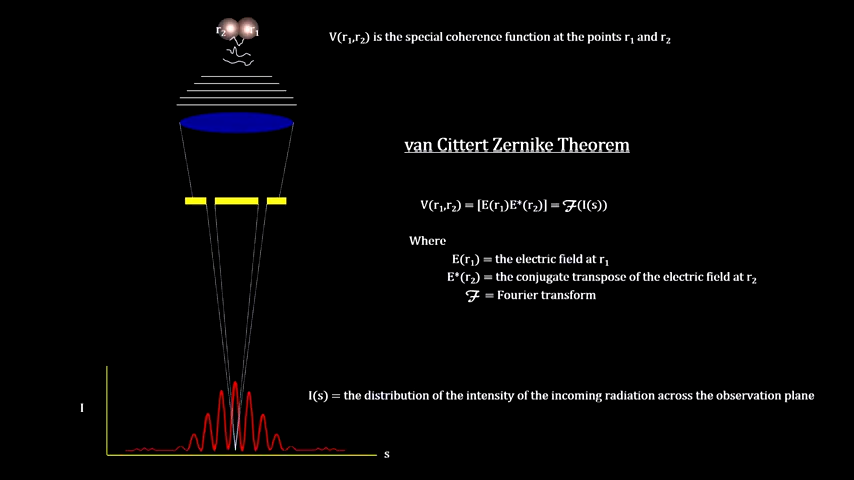 r₂ r₁
V(r₁,r₂) is the special coherence function at the points r₁ and r₂
van Cittert Zernike Theorem
V(r₁,r₂) = [E(r₁)E*(r₂)] = ℱ(I(s))
Where
E(r₁) = the electric field at r₁
E*(r₂) = the conjugate transpose of the electric field at r₂
ℱ = Fourier transform
I(s) = the distribution of the intensity of the incoming radiation across the observation plane
I
s